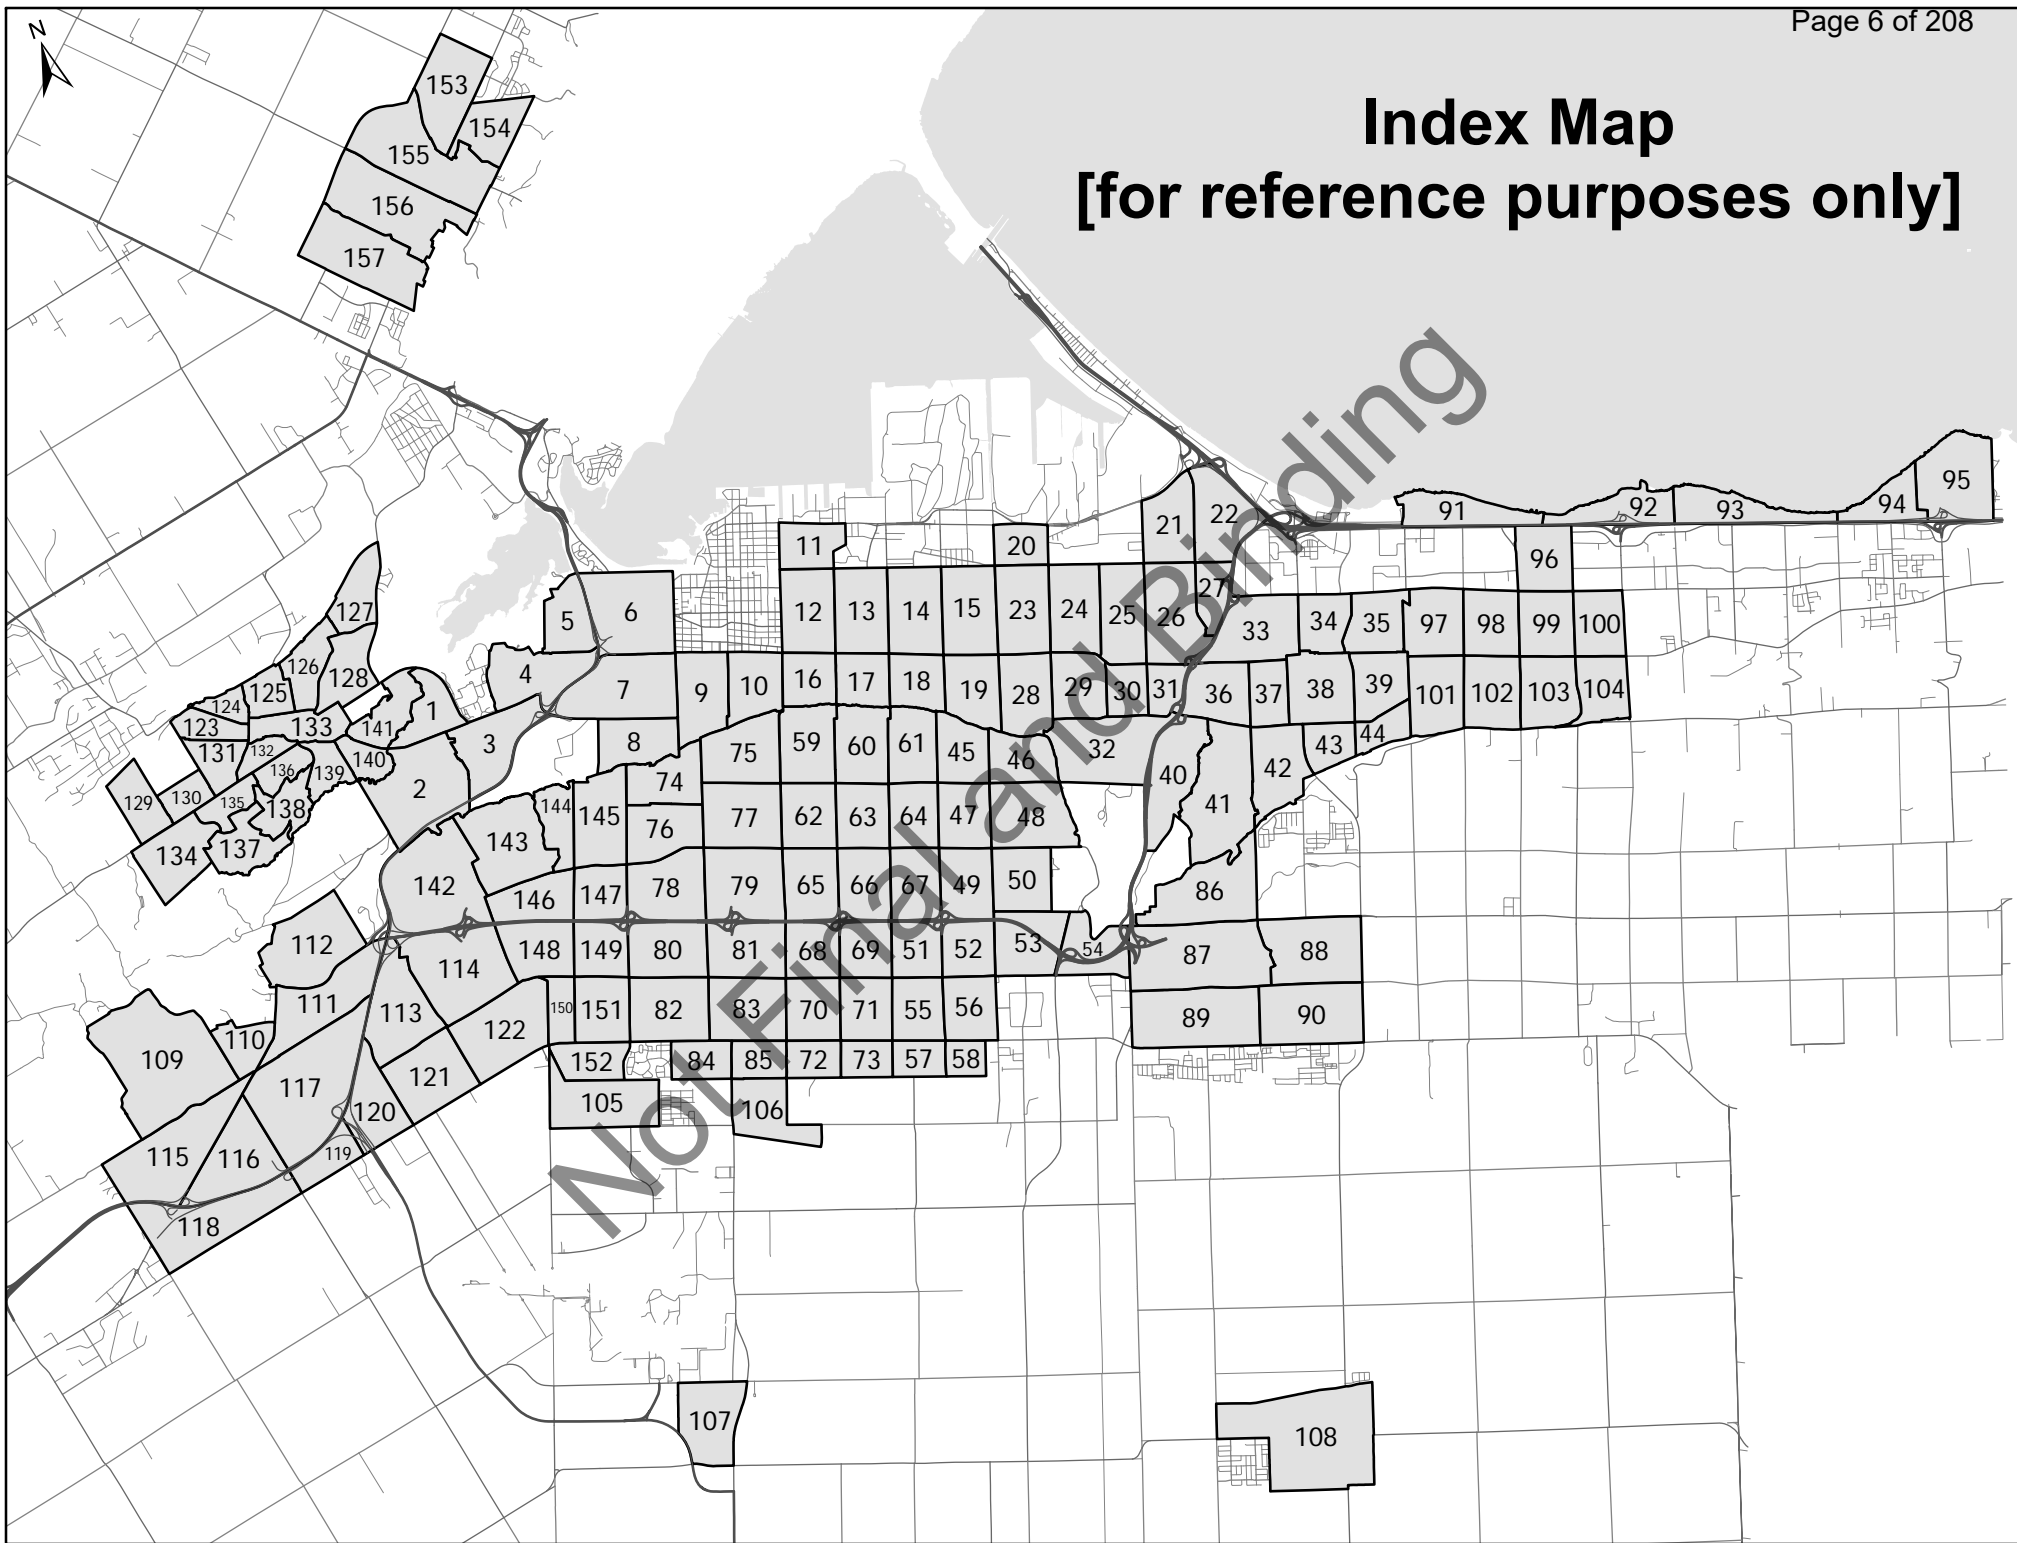 Page 6 of 208
N
Index Map
[for reference purposes only]
153
154
155
156
157
Not Final and Binding
95
91 92 93 94
21 22
11 20 96
127 27
5 6 12 13 14 15 23 24 25 26 33 34 35 97 98 99 100
126 128 4
125 7 9 10 16 17 18 19 28 29 30 31 36 37 38 39 101 102 103 104
124 1
123 133 141
131 132 140 3 8 75 59 60 61 45 46 32 43 44
136 139 2 74 40 42
129 130 135 138 144 145 76 77 62 63 64 47 48 41
134 137 143
142 146 147 78 79 65 66 67 49 50 86
112 114 148 149 80 81 68 69 51 52 53 54 87 88
111 113 122 150 151 82 83 70 71 55 56 89 90
109 110 117 121 152 84 85 72 73 57 58
115 116 119 120 105 106
118
107
108